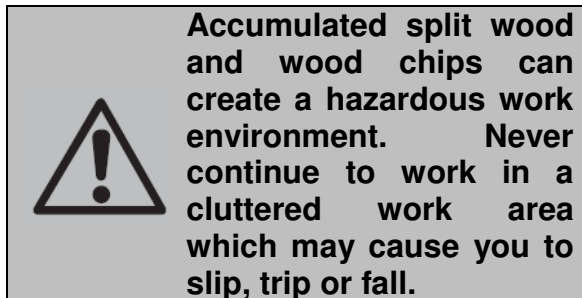 Accumulated split wood
and wood chips can
create a hazardous work
environment. Never
continue to work in a
cluttered work area
which may cause you to
slip, trip or fall.